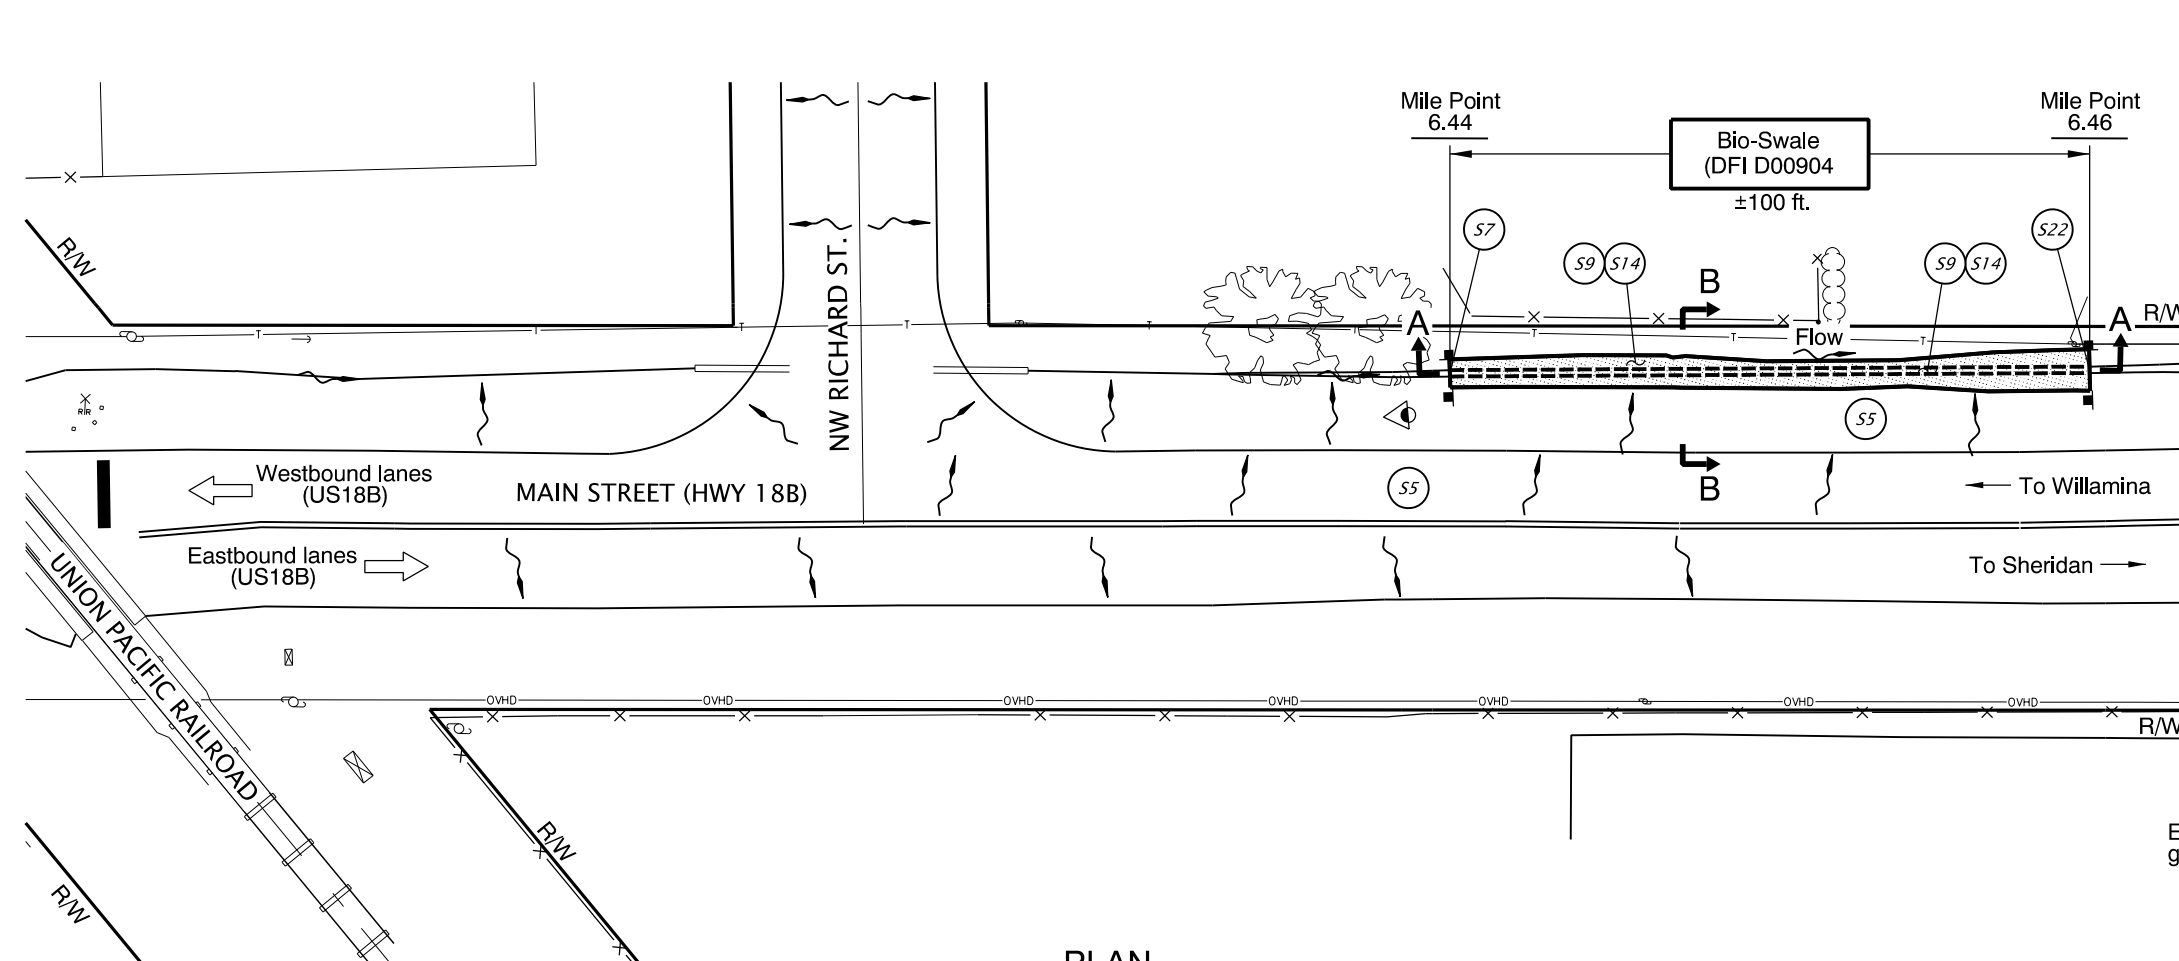 Mile Point
6.44
Mile Point
6.46
Bio-Swale
(DFI D00904
±100 ft.
S7
S9
S14
S9
S14
S22
R/W
B
A
Flow
A
R/W
T
T
T
T
T
T
T
T
NW RICHARD ST.
RR
S5
Westbound lanes
(US18B)
MAIN STREET (HWY 18B)
S5
B
To Willamina
Eastbound lanes
(US18B)
To Sheridan
UNION PACIFIC RAILROAD
OVHD
OVHD
OVHD
OVHD
OVHD
OVHD
OVHD
R/W
R/W
R/W
E
g
PLAN